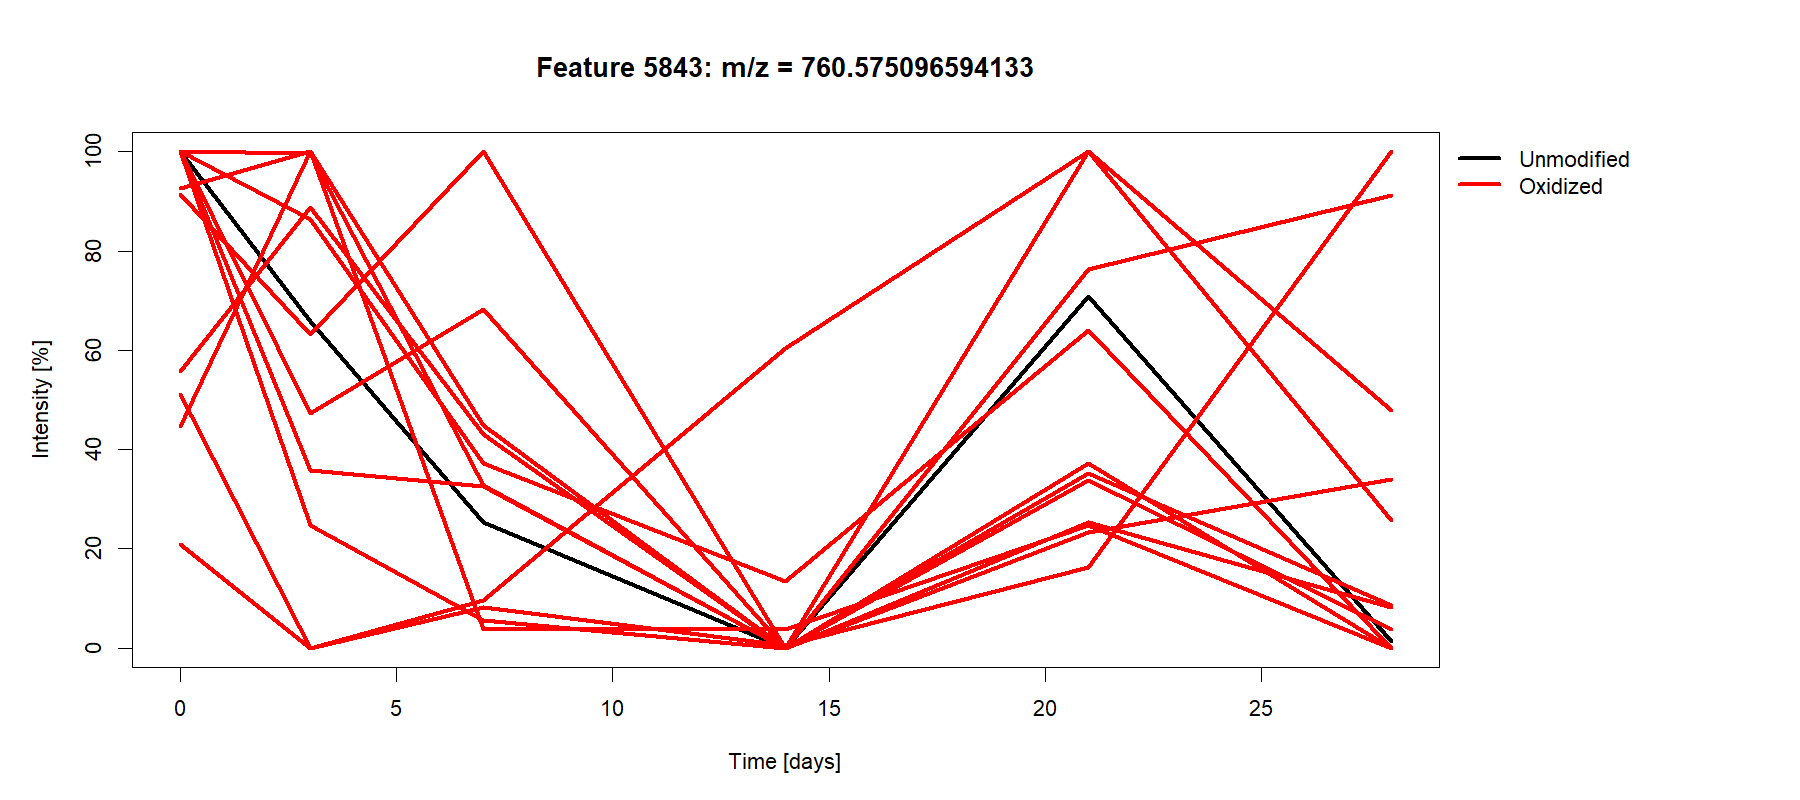 Feature 5843: m/z = 760.575096594133
Unmodified
Oxidized
Intensity [%]
100
80
60
40
20
0
0 5 10 15 20 25
Time [days]